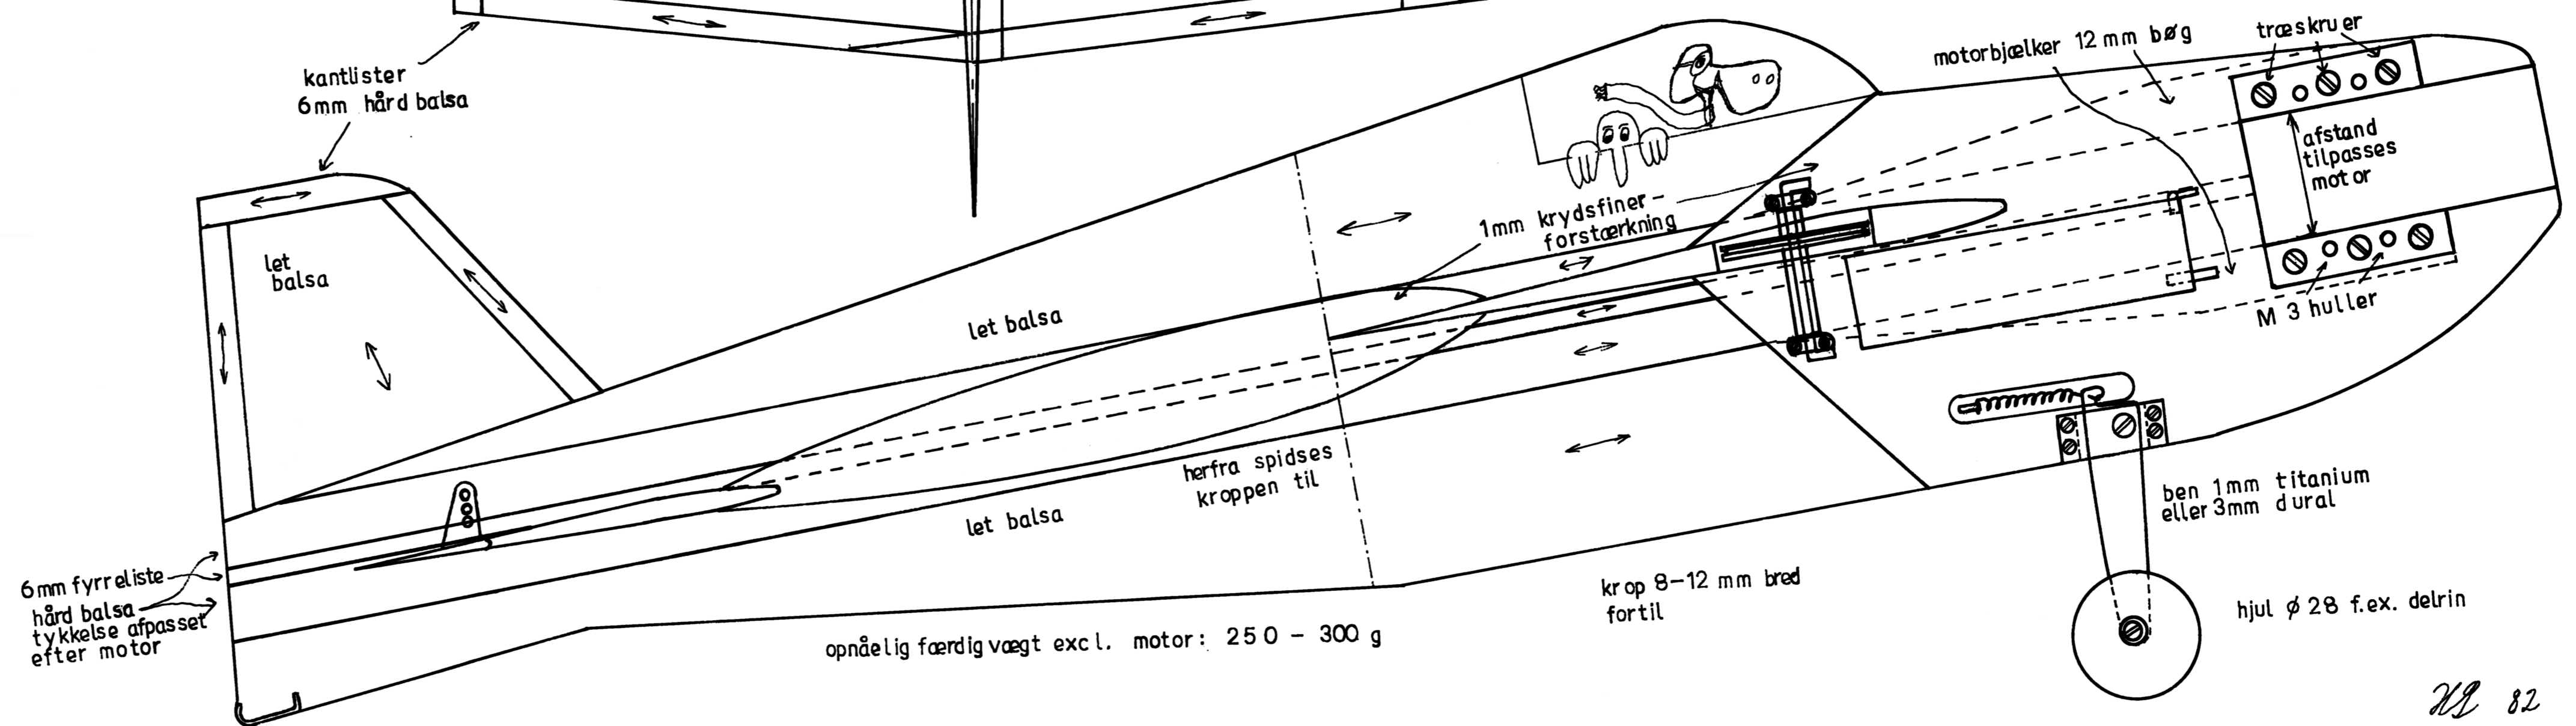 kantlister
6mm hård balsa
motorbjælker 12 mm bøg
træskruer
afstand
tilpasses
motor
let
balsa
1mm krydsfiner-
forstærkning
let balsa
M 3 huller
herfra spidses
kroppen til
let balsa
ben 1mm titanium
eller 3mm dural
6mm fyrreliste
hård balsa
tykkelse afpasset
efter motor
krop 8-12 mm bred
fortil
hjul ø 28 f.ex. delrin
opnåelig færdigvægt excl. motor: 250 - 300 g
82